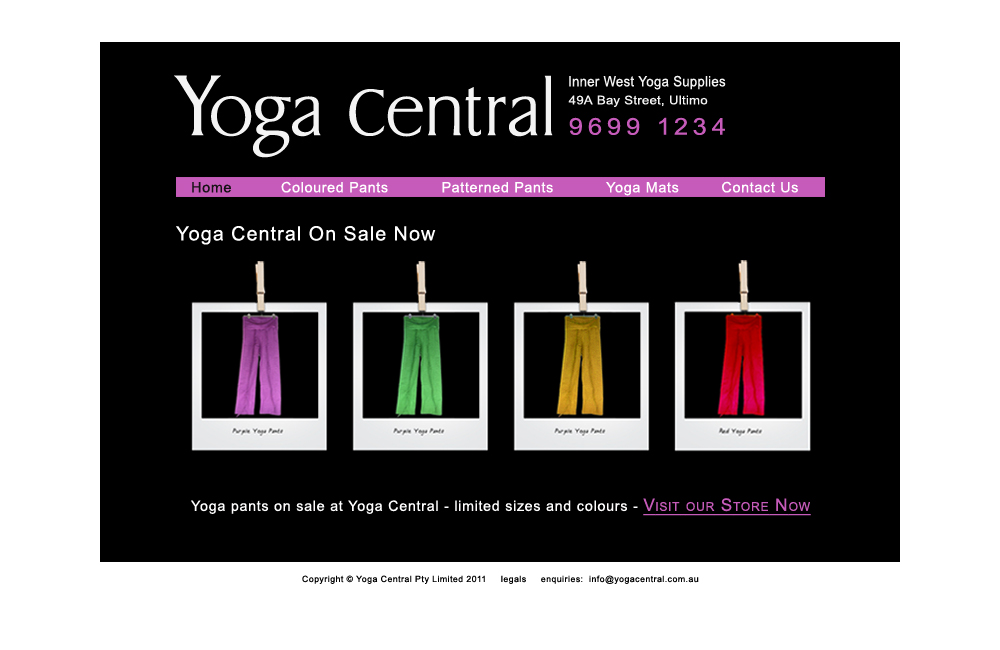 Yoga Central
Inner West Yoga Supplies
49A Bay Street, Ultimo
9699 1234
Home Coloured Pants Patterned Pants Yoga Mats Contact Us
Yoga Central On Sale Now
Purple Yoga Pants Purple Yoga Pants Purple Yoga Pants Red Yoga Pants
Yoga pants on sale at Yoga Central - limited sizes and colours - Visit our Store Now
Copyright © Yoga Central Pty Limited 2011 legals enquiries: info@yogacentral.com.au